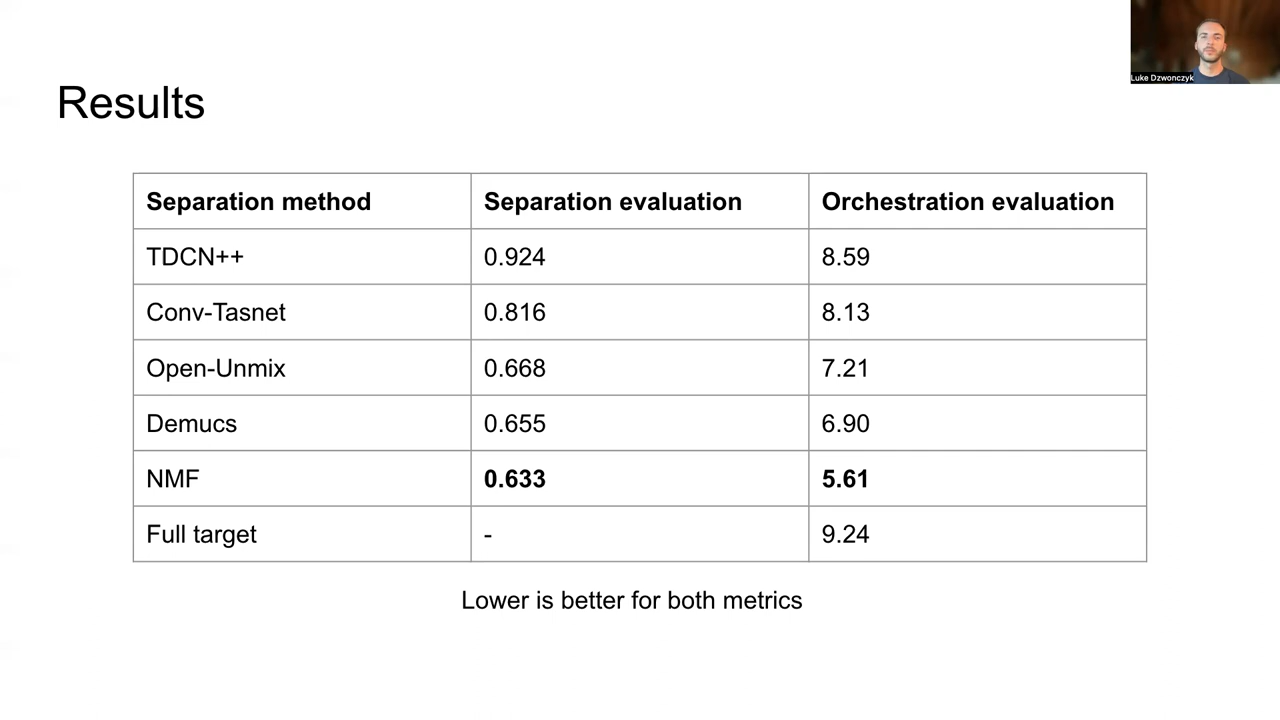 Luke Dzwonczyk
Results
Separation method Separation evaluation Orchestration evaluation
TDCN++ 0.924 8.59
Conv-Tasnet 0.816 8.13
Open-Unmix 0.668 7.21
Demucs 0.655 6.90
NMF 0.633 5.61
Full target - 9.24
Lower is better for both metrics